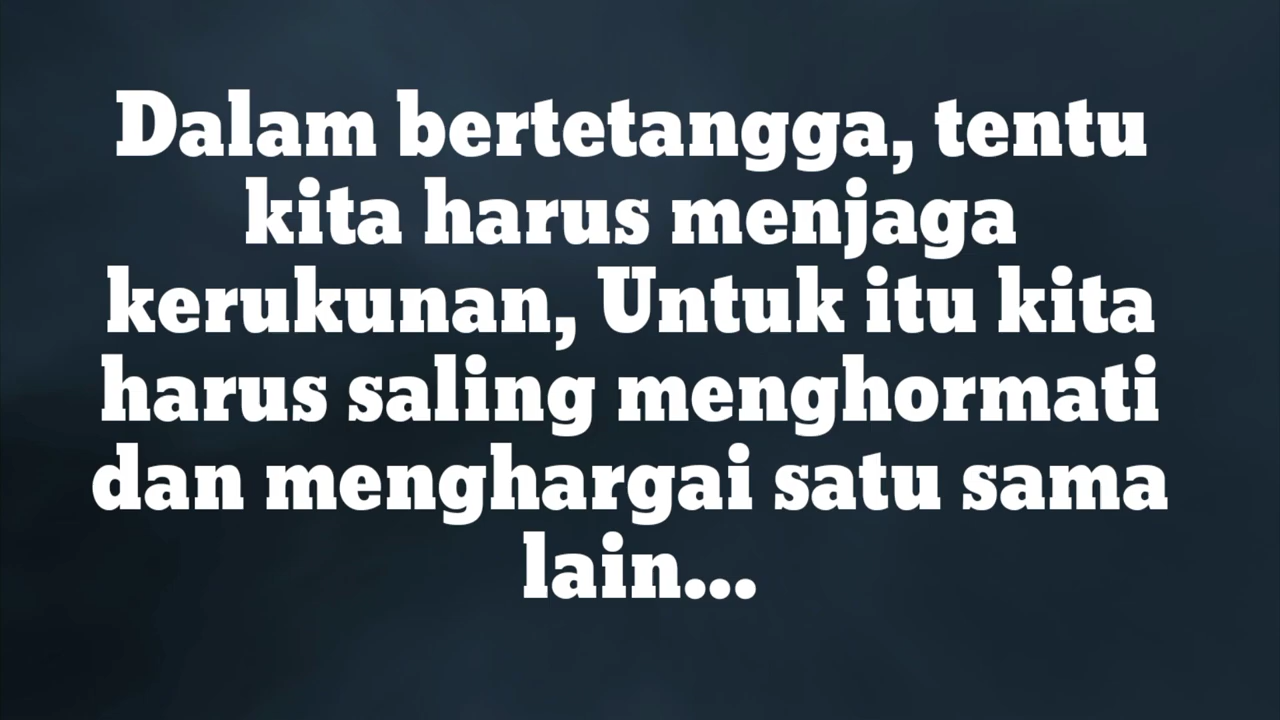 Dalam bertetangga, tentu
kita harus menjaga
kerukunan, Untuk itu kita
harus saling menghormati
dan menghargai satu sama
lain...